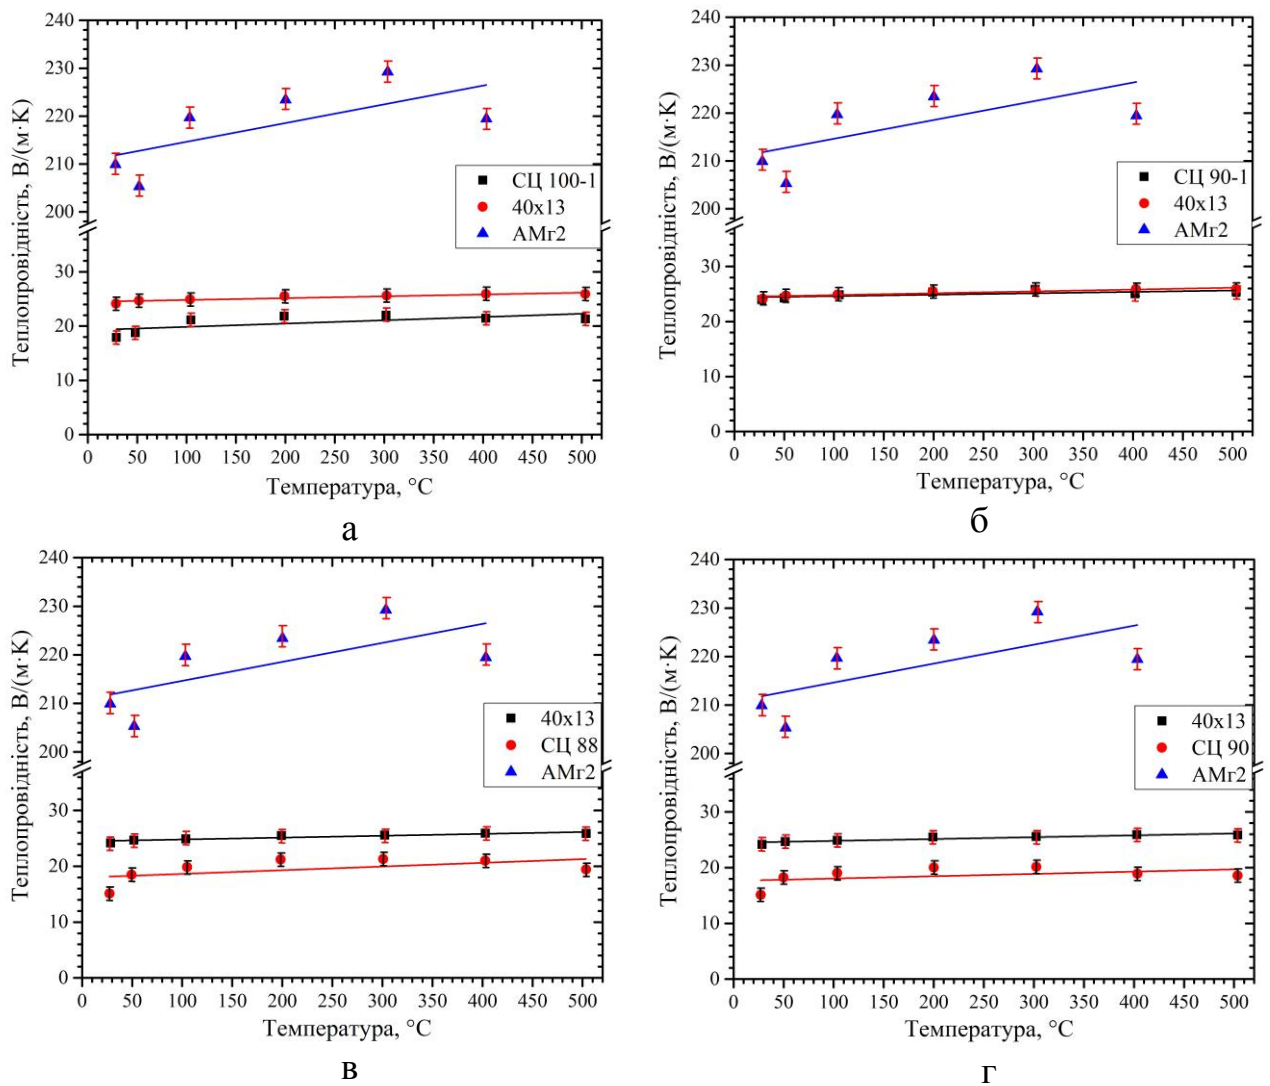 240
230
220
210
200
30
20
10
0
Теплопровідність, В/(м·К)
СЦ 100-1
40х13
АМг2
0 50 100 150 200 250 300 350 400 450 500
Температура, °С
а
240
230
220
210
200
30
20
10
0
Теплопровідність, В/(м·К)
СЦ 90-1
40х13
АМг2
0 50 100 150 200 250 300 350 400 450 500
Температура, °С
б
240
230
220
210
200
30
20
10
0
Теплопровідність, В/(м·К)
40х13
СЦ 88
АМг2
0 50 100 150 200 250 300 350 400 450 500
Температура, °С
в
240
230
220
210
200
30
20
10
0
Теплопровідність, В/(м·К)
40х13
СЦ 90
АМг2
0 50 100 150 200 250 300 350 400 450 500
Температура, °С
г